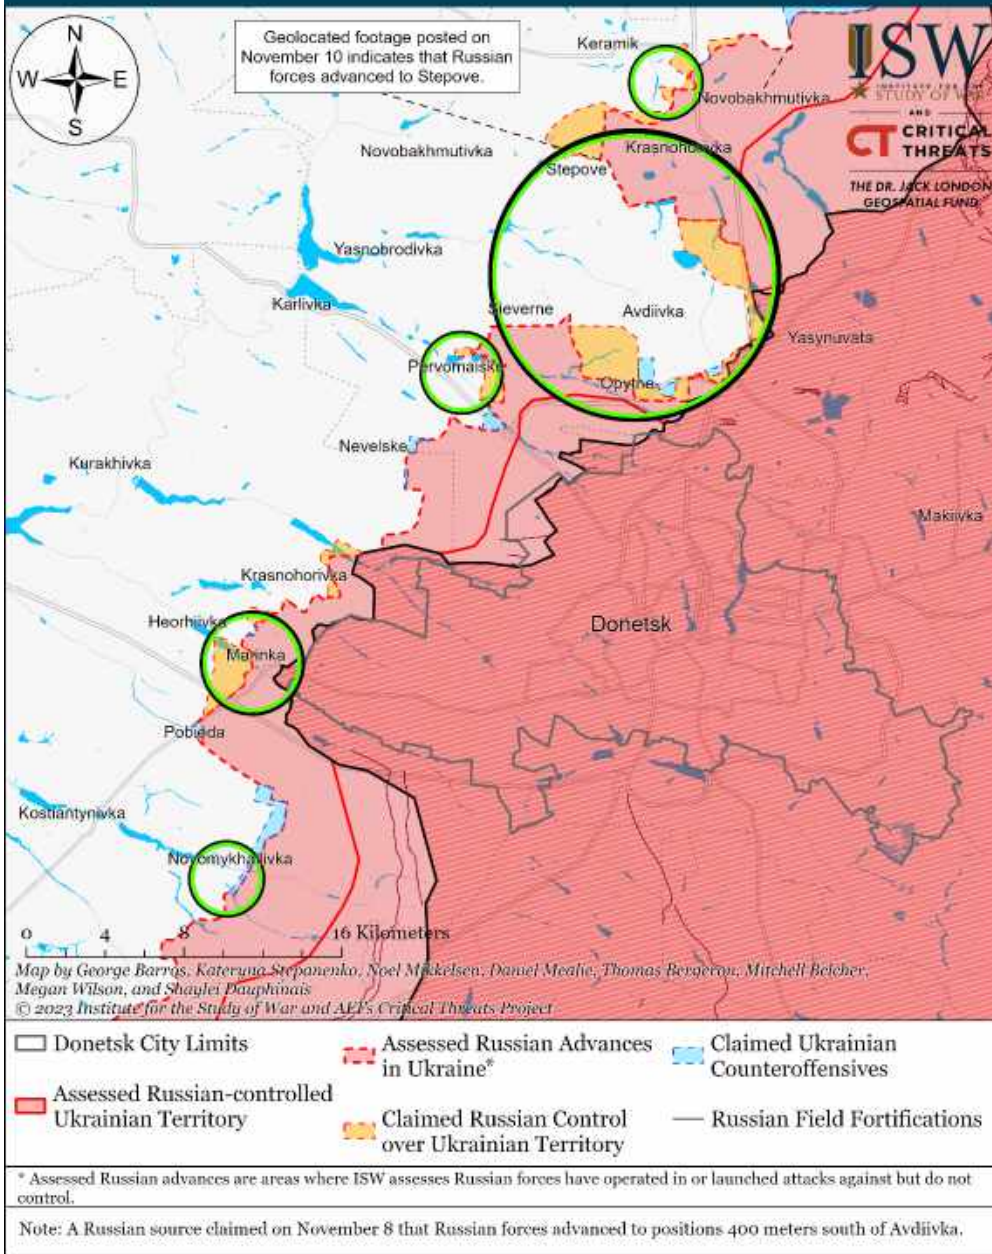 N
W E
S
Geolocated footage posted on
November 10 indicates that Russian
forces advanced to Stepove.
Keramik
ISW
INSTITUTE FOR THE
STUDY OF WAR
AND
CT CRITICAL
THREATS
THE DR. JACK LONDON
GEOSPATIAL FUND
Novobakhmutivka
Novobakhmutivka
Krasnohorivka
Stepove
Yasnobrodivka
Karlivka
Sieverne
Avdiivka
Yasynuvata
Pervomaiske
Opytne
Nevelske
Kurakhivka
Makiivka
Krasnohorivka
Heorhiivka
Donetsk
Marinka
Pobieda
Kostiantynivka
Novomykhailivka
0 4 8 16 Kilometers
Map by George Barros, Kateryna Stepanenko, Noel Mikkelsen, Daniel Mealie, Thomas Bergeron, Mitchell Belcher,
Megan Wilson, and Shaylei Dauphinais
© 2023 Institute for the Study of War and AEI's Critical Threats Project
Donetsk City Limits
Assessed Russian-controlled
Ukrainian Territory
Assessed Russian Advances
in Ukraine*
Claimed Russian Control
over Ukrainian Territory
Claimed Ukrainian
Counteroffensives
Russian Field Fortifications
* Assessed Russian advances are areas where ISW assesses Russian forces have operated in or launched attacks against but do not
control.
Note: A Russian source claimed on November 8 that Russian forces advanced to positions 400 meters south of Avdiivka.